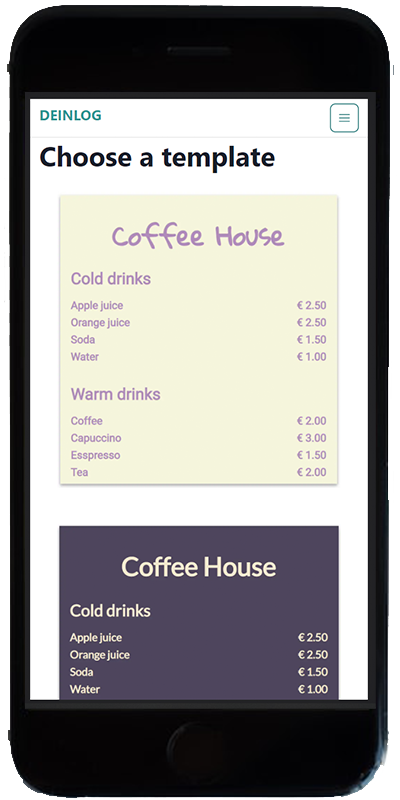 DEINLOG
Choose a template
Coffee House
Cold drinks
Apple juice € 2.50
Orange juice € 2.50
Soda € 1.50
Water € 1.00
Warm drinks
Coffee € 2.00
Capuccino € 3.00
Esspresso € 1.50
Tea € 2.00
Coffee House
Cold drinks
Apple juice € 2.50
Orange juice € 2.50
Soda € 1.50
Water € 1.00